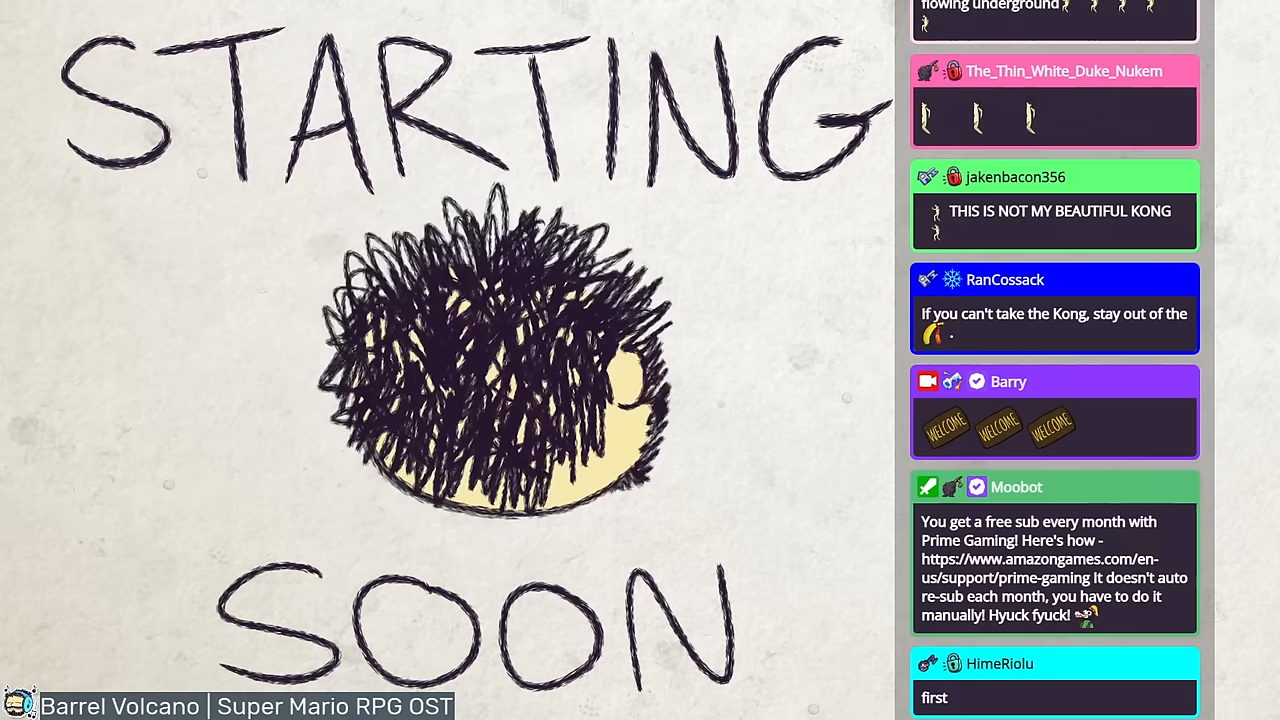 STARTING
SOON
flowing underground
The_Thin_White_Duke_Nukem
jakenbacon356
THIS IS NOT MY BEAUTIFUL KONG
RanCossack
If you can't take the Kong, stay out of the
.
Barry
WELCOME WELCOME WELCOME
Moobot
You get a free sub every month with
Prime Gaming! Here's how -
https://www.amazongames.com/en-
us/support/prime-gaming It doesn't auto
re-sub each month, you have to do it
manually! Hyuck fyuck!
HimeRiolu
first
Barrel Volcano | Super Mario RPG OST